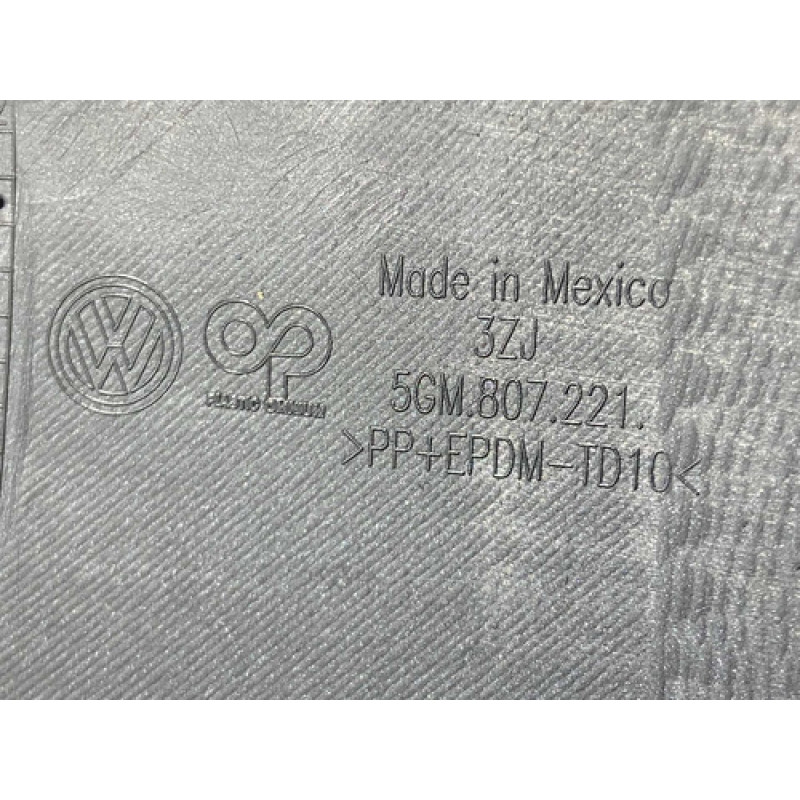 Made in Mexico
3ZJ
5GM.807.221.
>PP+EPDM-TD10<